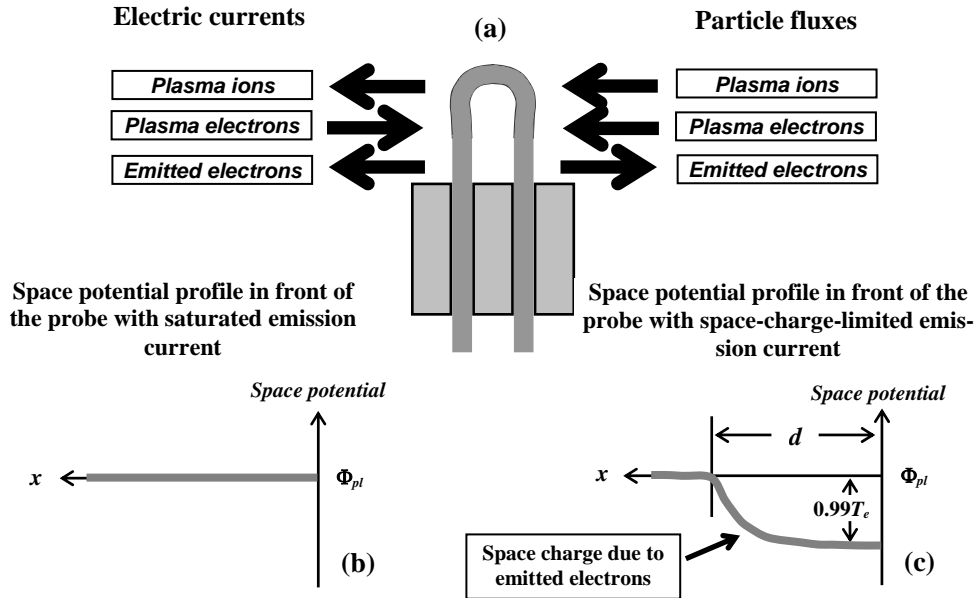 Electric currents
(a)
Particle fluxes
Plasma ions
Plasma electrons
Emitted electrons
Plasma ions
Plasma electrons
Emitted electrons
Space potential profile in front of
the probe with saturated emission
current
Space potential profile in front of the
probe with space-charge-limited emis-
sion current
Space potential
x
Φpl
(b)
Space potential
d
x
Φpl
0.99Te
Space charge due to
emitted electrons
(c)